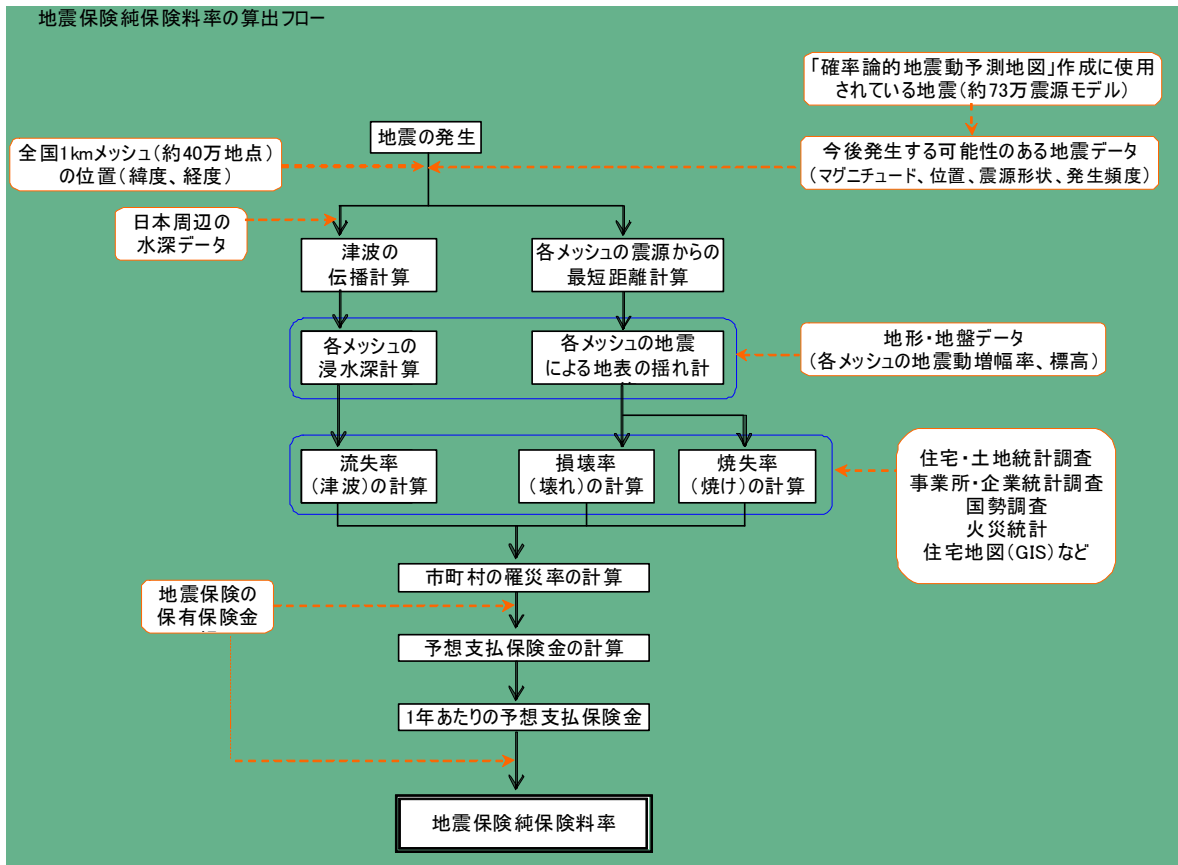 地震保険純保険料率の算出フロー
「確率論的地震動予測地図」作成に使用
されている地震(約73万震源モデル)
地震の発生
全国1kmメッシュ(約40万地点)
の位置(緯度、経度)
今後発生する可能性のある地震データ
(マグニチュード、位置、震源形状、発生頻度)
日本周辺の
水深データ
津波の
伝播計算
各メッシュの震源からの
最短距離計算
各メッシュの
浸水深計算
各メッシュの地震
による地表の揺れ計
地形・地盤データ
(各メッシュの地震動増幅率、標高)
流失率
(津波)の計算
損壊率
(壊れ)の計算
焼失率
(焼け)の計算
住宅・土地統計調査
事業所・企業統計調査
国勢調査
火災統計
住宅地図(GIS)など
市町村の罹災率の計算
地震保険の
保有保険金
予想支払保険金の計算
1年あたりの予想支払保険金
地震保険純保険料率